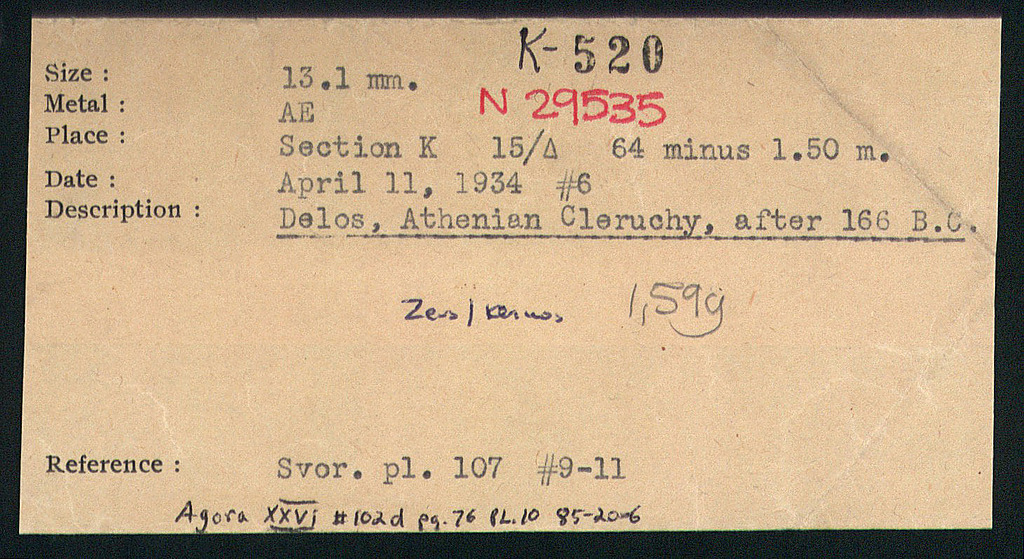 K-520
Size : 13.1 mm.
Metal : AE N 29535
Place : Section K 15/Δ 64 minus 1.50 m.
Date : April 11, 1934 #6
Description : Delos, Athenian Cleruchy, after 166 B.C.
Zeus / Kernos 1,59g
Reference : Svor. pl. 107 #9-11
Agora XXVI #102d pg. 76 PL.10 85-20-6